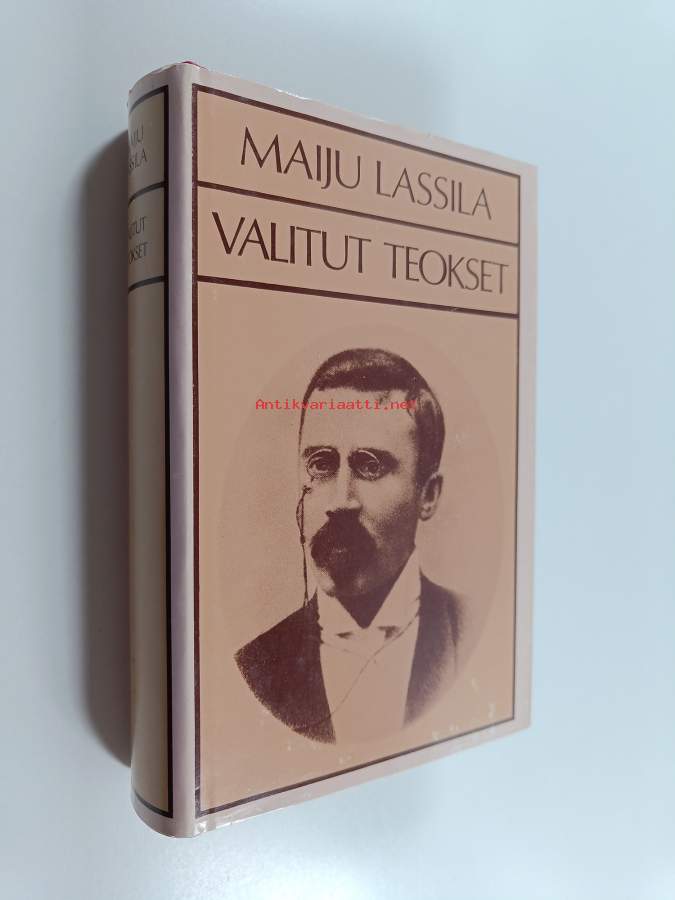 MAIJU LASSILA
VALITUT TEOKSET
Antikvariaatti.net